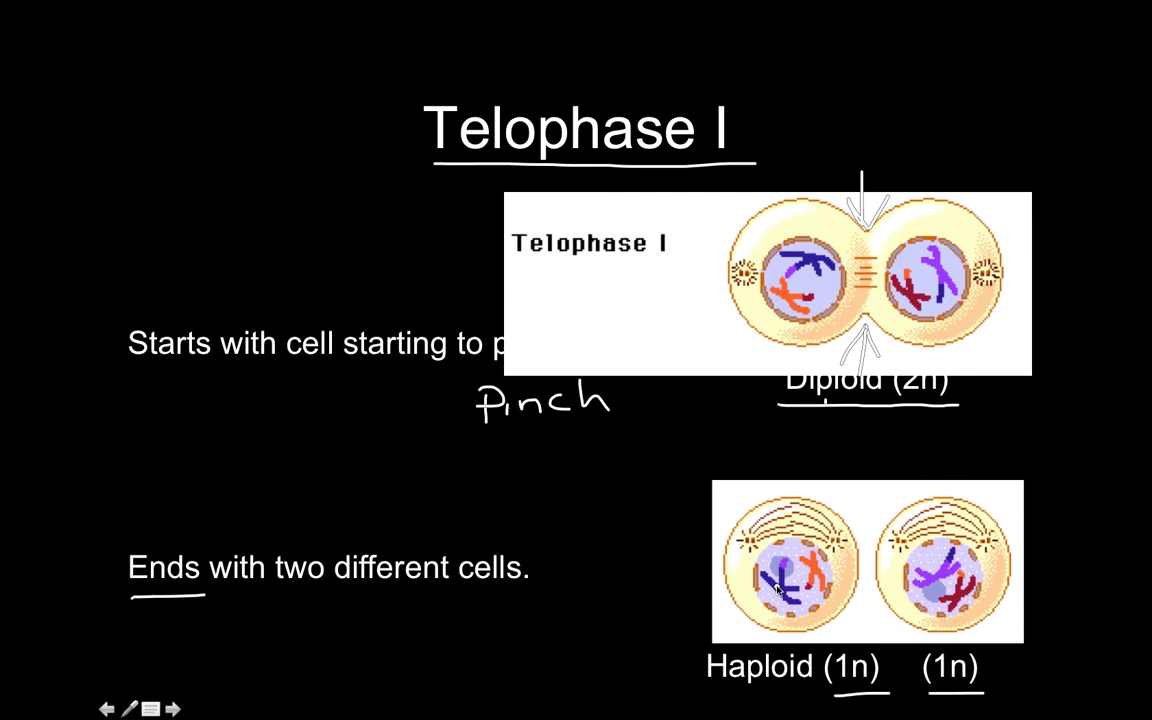 Telophase I
Telophase I
Starts with cell starting to p
Diploid (2n)
Pinch
Ends with two different cells.
Haploid (1n) (1n)